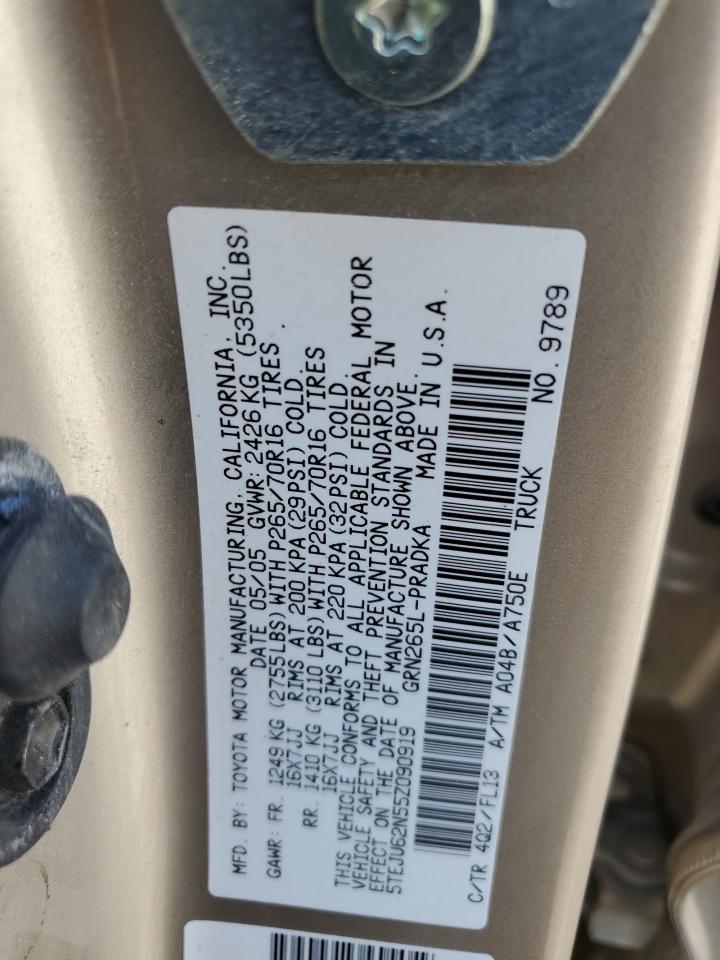 MFD. BY: TOYOTA MOTOR MANUFACTURING, CALIFORNIA, INC.
DATE 05/05 GVWR: 2426 KG (5350LBS)
GAWR: FR. 1249 KG (2755LBS) WITH P265/70R16 TIRES
16X7JJ RIMS AT 200 KPA (29PSI) COLD.
RR. 1410 KG (3110 LBS) WITH P265/70R16 TIRES
16X7JJ RIMS AT 220 KPA (32PSI) COLD.
THIS VEHICLE CONFORMS TO ALL APPLICABLE FEDERAL MOTOR
VEHICLE SAFETY AND THEFT PREVENTION STANDARDS IN
EFFECT ON THE DATE OF MANUFACTURE SHOWN ABOVE.
5TEJU62N55Z090919 GRN265L-PRADKA MADE IN U.S.A.
C/TR 4Q2/FL13 A/TM A04B/A750E TRUCK NO. 9789